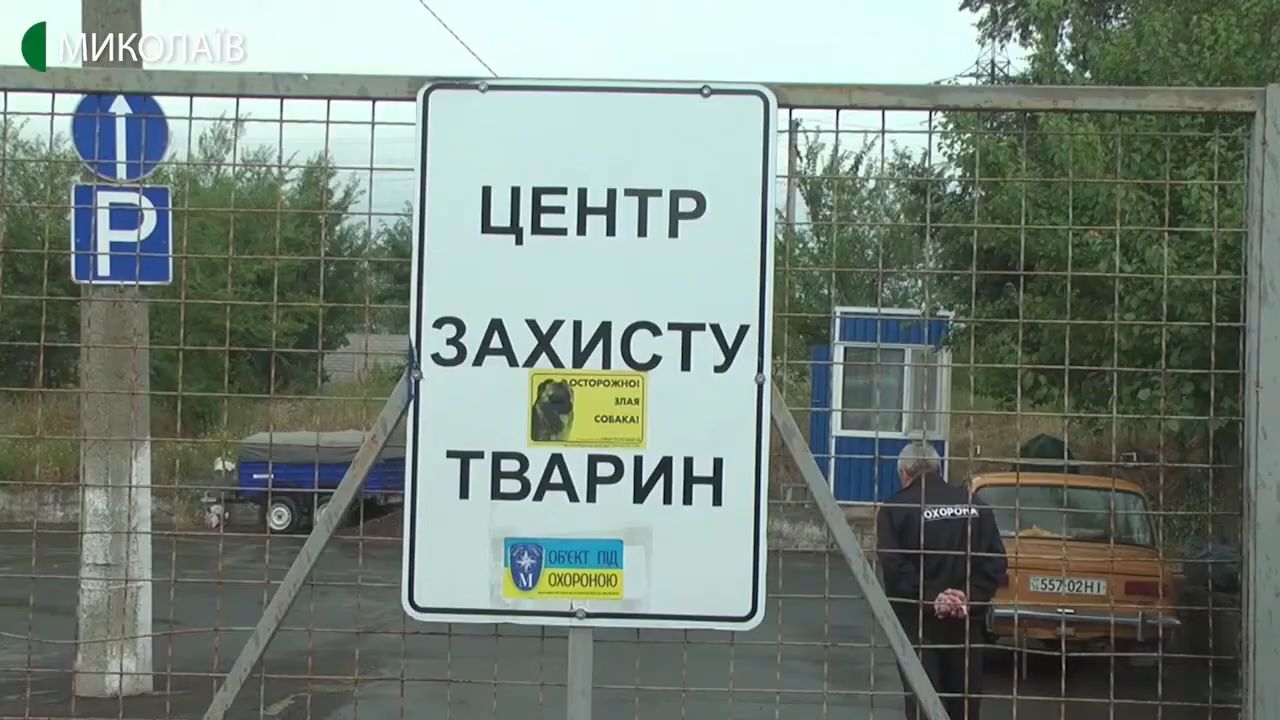 МИКОЛАЇВ
P
ЦЕНТР
ЗАХИСТУ
ОСТОРОЖНО!
ЗЛАЯ
СОБАКА!
ТВАРИН
М
ОБ'ЄКТ ПІД
ОХОРОНОЮ
ОХОРОНА
557-02НІ